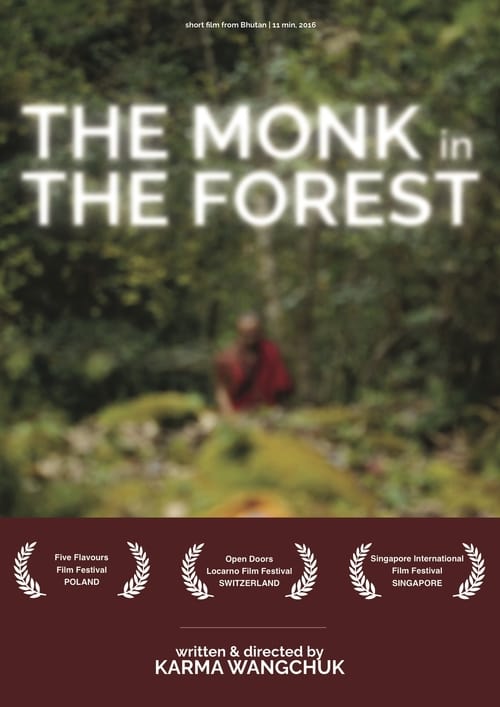 short film from Bhutan | 11 min, 2016
THE MONK in
THE FOREST
Five Flavours
Film Festival
POLAND
Open Doors
Locarno Film Festival
SWITZERLAND
Singapore International
Film Festival
SINGAPORE
written & directed by
KARMA WANGCHUK